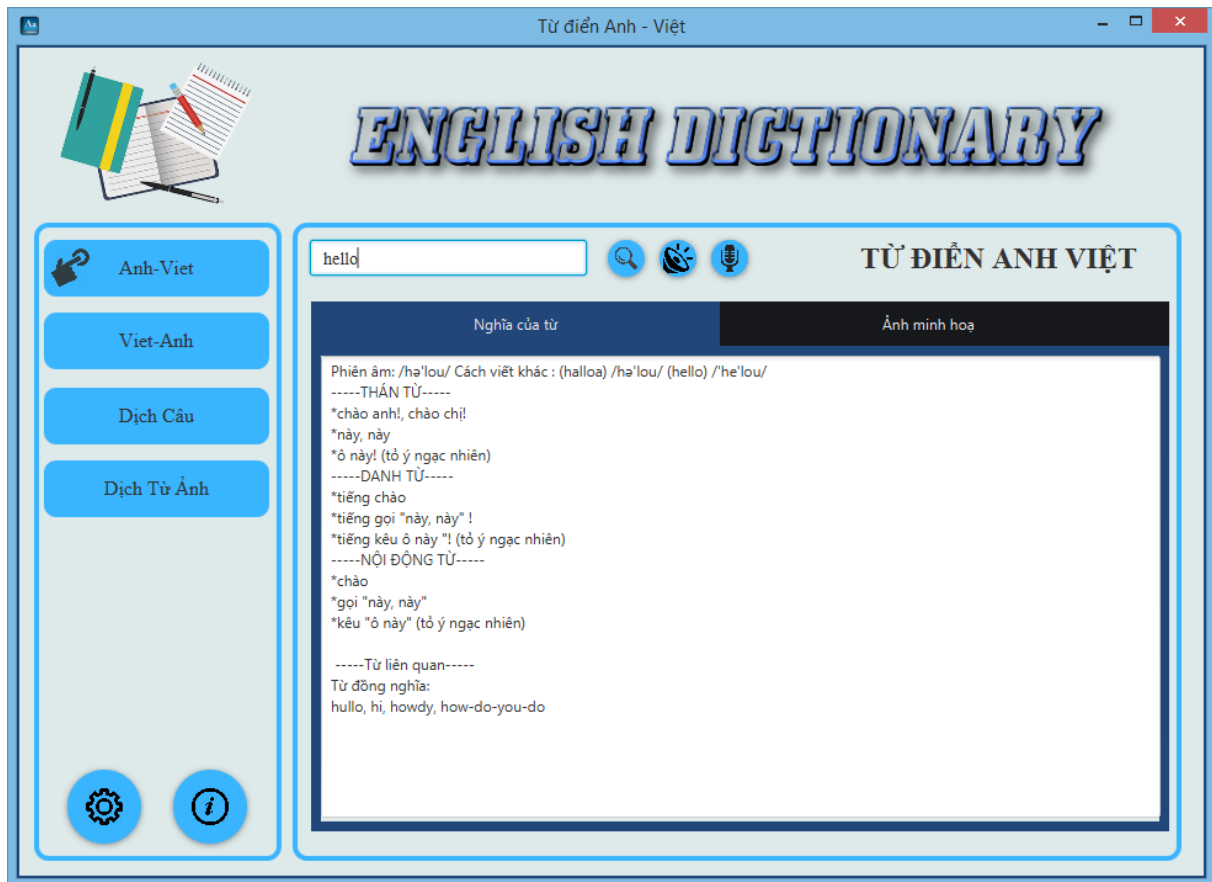 Từ điển Anh - Việt
ENGLISH DICTIONARY
Anh-Viet
Viet-Anh
Dịch Câu
Dịch Từ Ảnh
hello
TỪ ĐIỂN ANH VIỆT
Nghĩa của từ
Ảnh minh hoạ
Phiên âm: /hə'lou/ Cách viết khác : (halloa) /hə'lou/ (hello) /'he'lou/
-----THÁN TỪ-----
*chào anh!, chào chị!
*này, này
*ô này! (tỏ ý ngạc nhiên)
-----DANH TỪ-----
*tiếng chào
*tiếng gọi "này, này" !
*tiếng kêu ô này "! (tỏ ý ngạc nhiên)
-----NỘI ĐỘNG TỪ-----
*chào
*gọi "này, này"
*kêu "ô này" (tỏ ý ngạc nhiên)
-----Từ liên quan-----
Từ đồng nghĩa:
hullo, hi, howdy, how-do-you-do